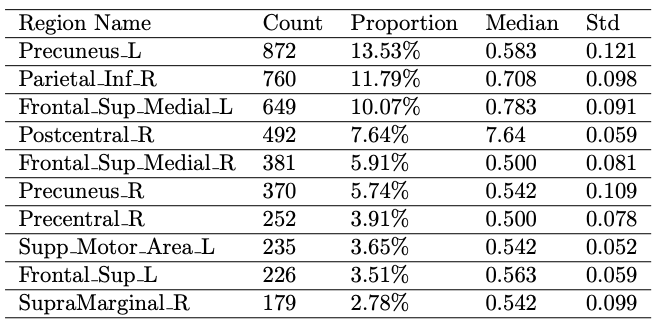 Region Name Count Proportion Median Std
Precuneus_L 872 13.53% 0.583 0.121
Parietal_Inf_R 760 11.79% 0.708 0.098
Frontal_Sup_Medial_L 649 10.07% 0.783 0.091
Postcentral_R 492 7.64% 7.64 0.059
Frontal_Sup_Medial_R 381 5.91% 0.500 0.081
Precuneus_R 370 5.74% 0.542 0.109
Precentral_R 252 3.91% 0.500 0.078
Supp_Motor_Area_L 235 3.65% 0.542 0.052
Frontal_Sup_L 226 3.51% 0.563 0.059
SupraMarginal_R 179 2.78% 0.542 0.099